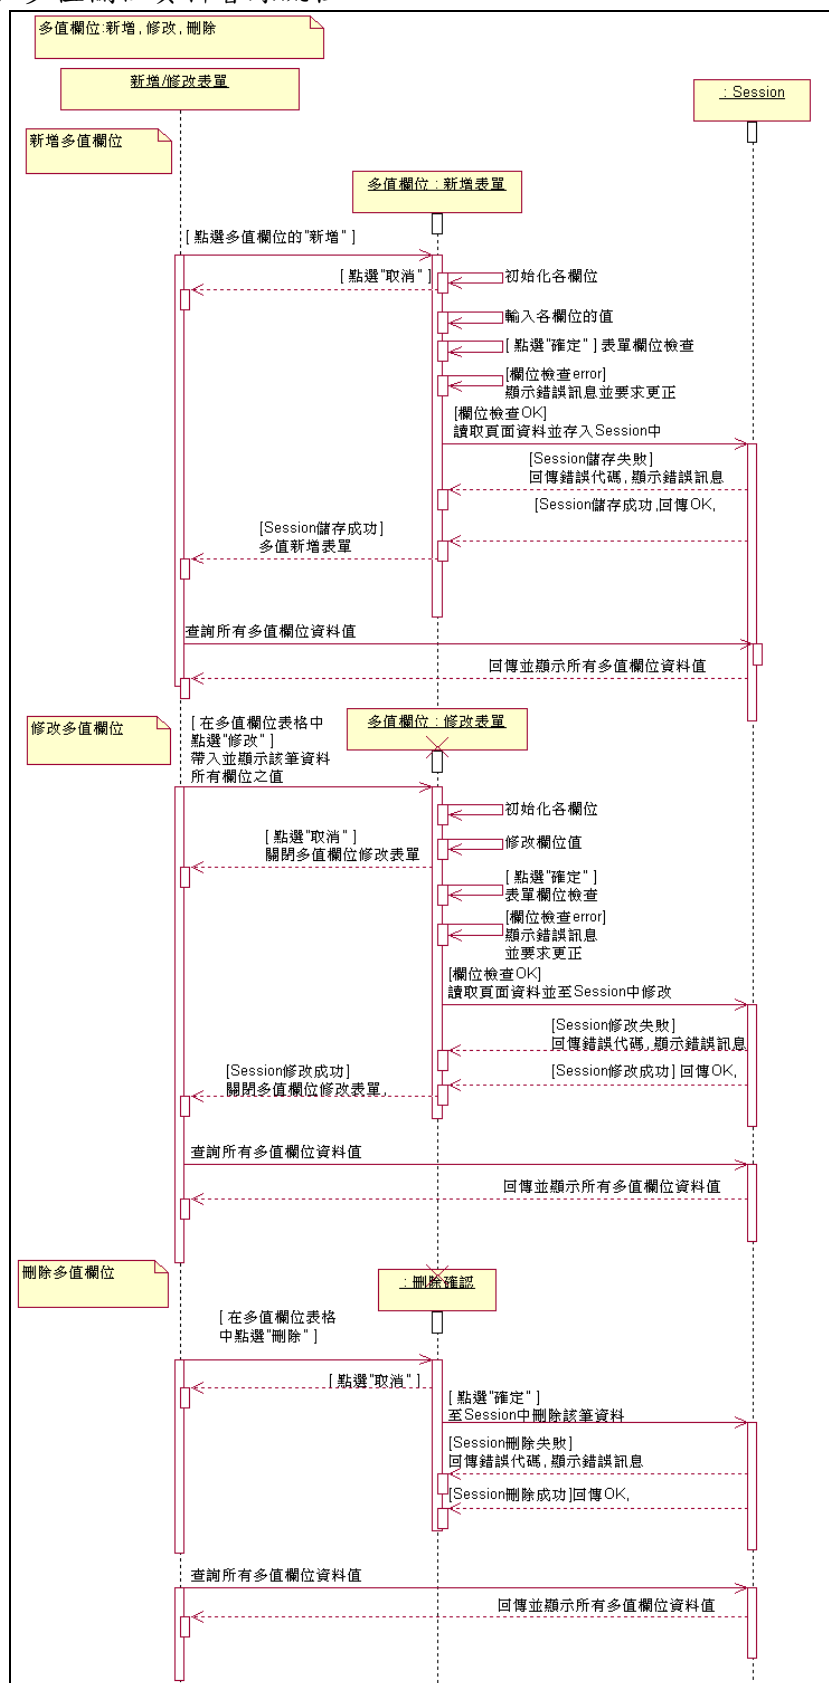 多值欄位:新增,修改,刪除
新增/修改表單
: Session
新增多值欄位
多值欄位 : 新增表單
[ 點選多值欄位的"新增" ]
[ 點選"取消" ]
初始化各欄位
輸入各欄位的值
[ 點選"確定" ] 表單欄位檢查
[欄位檢查error]
顯示錯誤訊息並要求更正
[欄位檢查OK]
讀取頁面資料並存入Session中
[Session儲存失敗]
回傳錯誤代碼,顯示錯誤訊息
[Session儲存成功,回傳OK,
[Session儲存成功]
多值新增表單
查詢所有多值欄位資料值
回傳並顯示所有多值欄位資料值
修改多值欄位
[ 在多值欄位表格中
點選"修改" ]
帶入並顯示該筆資料
所有欄位之值
多值欄位 : 修改表單
初始化各欄位
修改欄位值
[ 點選"取消" ]
關閉多值欄位修改表單
[ 點選"確定" ]
表單欄位檢查
[欄位檢查error]
顯示錯誤訊息
並要求更正
[欄位檢查OK]
讀取頁面資料並至Session中修改
[Session修改失敗]
回傳錯誤代碼,顯示錯誤訊息
[Session修改成功] 回傳OK,
[Session修改成功]
關閉多值欄位修改表單,
查詢所有多值欄位資料值
回傳並顯示所有多值欄位資料值
刪除多值欄位
: 刪除確認
[ 在多值欄位表格
中點選"刪除" ]
[ 點選"取消" ]
[ 點選"確定" ]
至Session中刪除該筆資料
[Session刪除失敗]
回傳錯誤代碼,顯示錯誤訊息
[Session刪除成功]回傳OK,
查詢所有多值欄位資料值
回傳並顯示所有多值欄位資料值